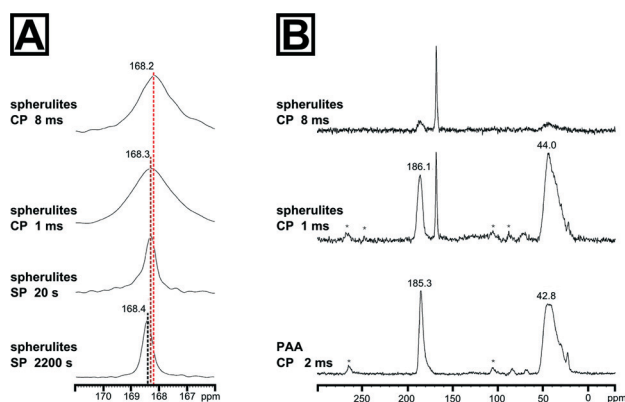 A
168.2
spherulites
CP 8 ms
168.3
spherulites
CP 1 ms
spherulites
SP 20 s
168.4
spherulites
SP 2200 s
170 169 168 167 ppm
B
spherulites
CP 8 ms
44.0
186.1
spherulites
CP 1 ms
* * * *
185.3
42.8
PAA
CP 2 ms
* *
250 200 150 100 50 0 ppm